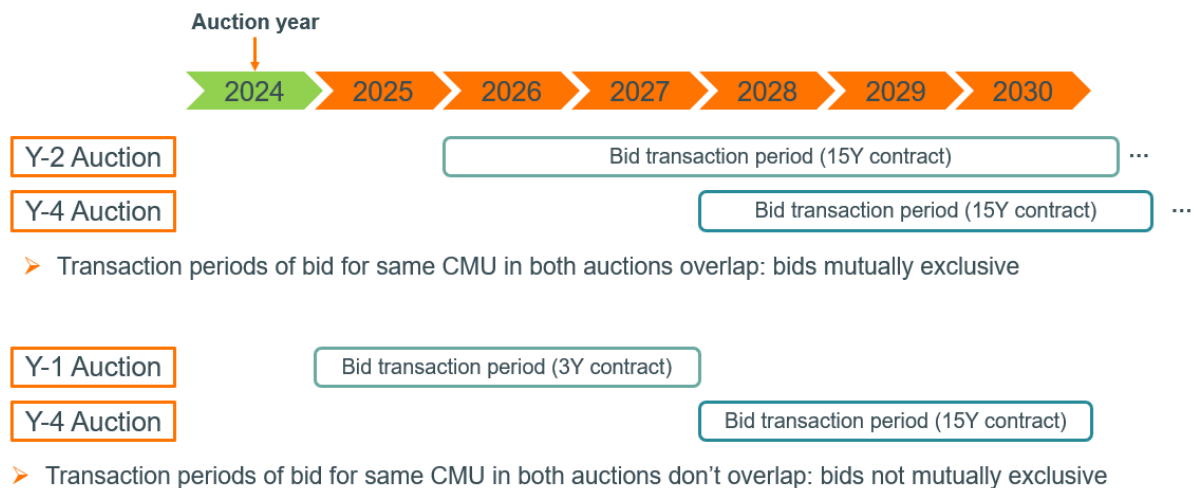 Auction year
2024 2025 2026 2027 2028 2029 2030
Y-2 Auction
Bid transaction period (15Y contract) ...
Y-4 Auction
Bid transaction period (15Y contract) ...
Transaction periods of bid for same CMU in both auctions overlap: bids mutually exclusive
Y-1 Auction
Bid transaction period (3Y contract)
Y-4 Auction
Bid transaction period (15Y contract)
Transaction periods of bid for same CMU in both auctions don’t overlap: bids not mutually exclusive